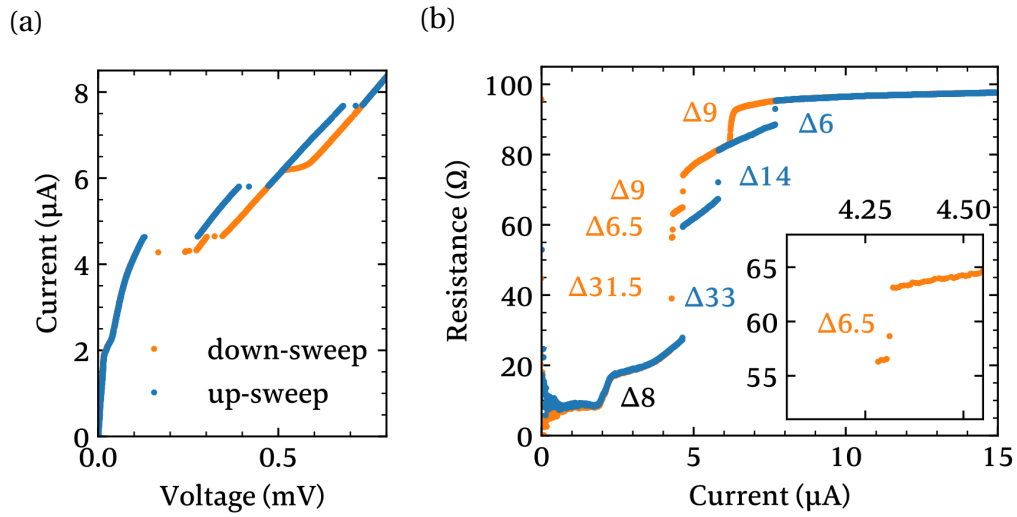 (a)
(b)
8
6
4
2
0
0.0
0.5
Current (µA)
Voltage (mV)
down-sweep
up-sweep
100
80
60
40
20
0
0
5
10
15
Resistance (Ω)
Current (µA)
Δ9
Δ6
Δ14
Δ9
Δ6.5
Δ31.5
Δ33
Δ8
4.25
4.50
65
60
55
Δ6.5